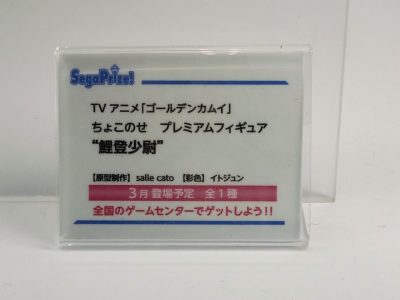 SegaPrize!
TVアニメ「ゴールデンカムイ」
ちょこのせ　プレミアムフィギュア
“鯉登少尉”
【原型制作】 salle cato 【彩色】 イトジュン
3月登場予定　全1種
全国のゲームセンターでゲットしよう!!